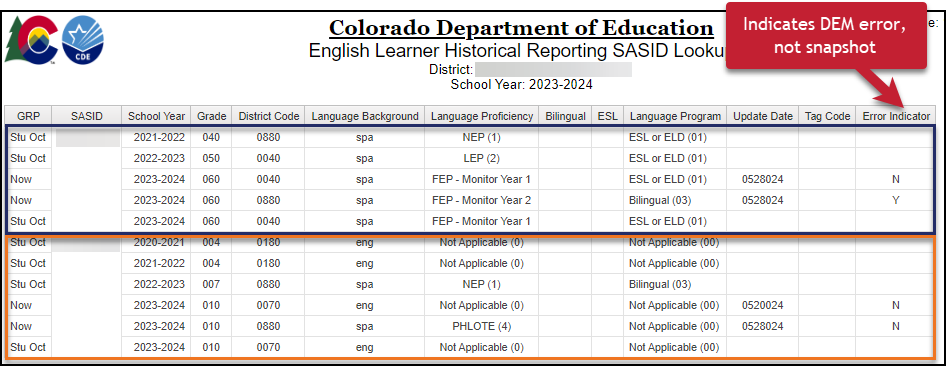 Colorado Department of Education
English Learner Historical Reporting SASID Looku
District:
School Year: 2023-2024
e:
Indicates DEM error,
not snapshot
CDE
GRP SASID School Year Grade District Code Language Background Language Proficiency Bilingual ESL Language Program Update Date Tag Code Error Indicator
Stu Oct 2021-2022 040 0880 spa NEP (1) ESL or ELD (01)
Stu Oct 2022-2023 050 0040 spa LEP (2) ESL or ELD (01)
Now 2023-2024 060 0040 spa FEP - Monitor Year 1 ESL or ELD (01) 0528024 N
Now 2023-2024 060 0880 spa FEP - Monitor Year 2 Bilingual (03) 0528024 Y
Stu Oct 2023-2024 060 0040 spa FEP - Monitor Year 1 ESL or ELD (01)
Stu Oct 2020-2021 004 0180 eng Not Applicable (0) Not Applicable (00)
Stu Oct 2021-2022 004 0180 eng Not Applicable (0) Not Applicable (00)
Stu Oct 2022-2023 007 0880 spa NEP (1) Bilingual (03)
Now 2023-2024 010 0070 eng Not Applicable (0) Not Applicable (00) 0520024 N
Now 2023-2024 010 0880 spa PHLOTE (4) Not Applicable (00) 0528024 N
Stu Oct 2023-2024 010 0070 eng Not Applicable (0) Not Applicable (00)